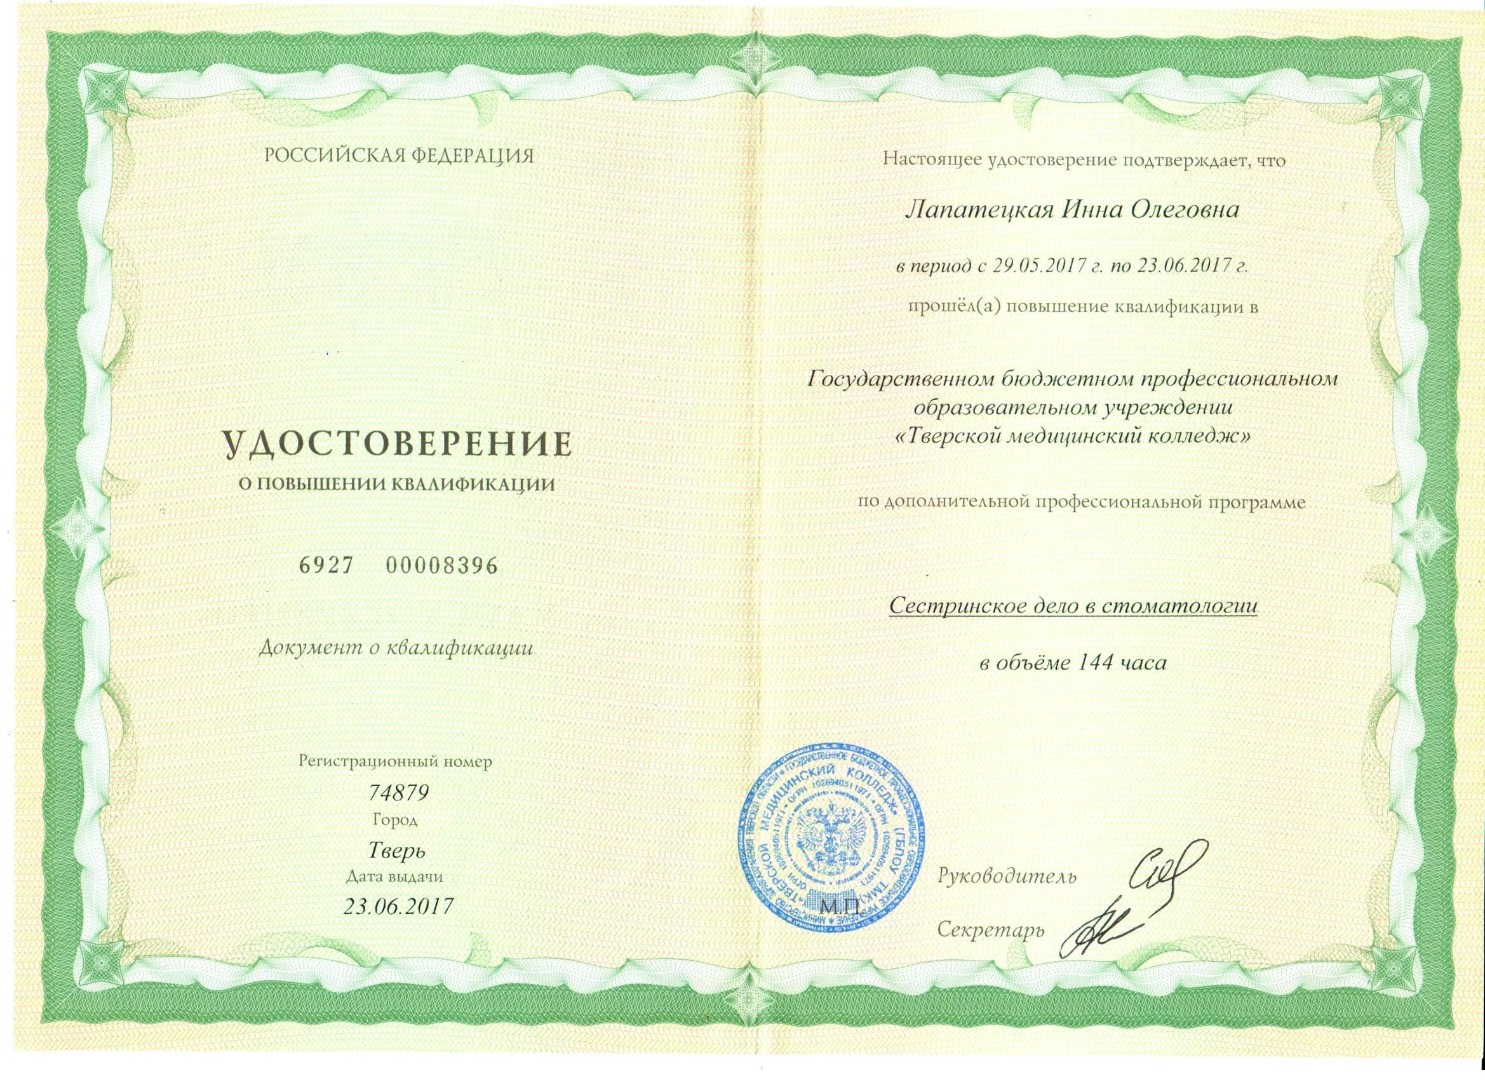 РОССИЙСКАЯ ФЕДЕРАЦИЯ
УДОСТОВЕРЕНИЕ
О ПОВЫШЕНИИ КВАЛИФИКАЦИИ
6927 00008396
Документ о квалификации
Регистрационный номер
74879
Город
Тверь
Дата выдачи
23.06.2017
Настоящее удостоверение подтверждает, что
Лапатецкая Инна Олеговна
в период с 29.05.2017 г. по 23.06.2017 г.
прошёл(а) повышение квалификации в
Государственном бюджетном профессиональном
образовательном учреждении
«Тверской медицинский колледж»
по дополнительной профессиональной программе
Сестринское дело в стоматологии
в объёме 144 часа
«ТВЕРСКОЙ МЕДИЦИНСКИЙ КОЛЛЕДЖ»
М.П.
Руководитель
Секретарь